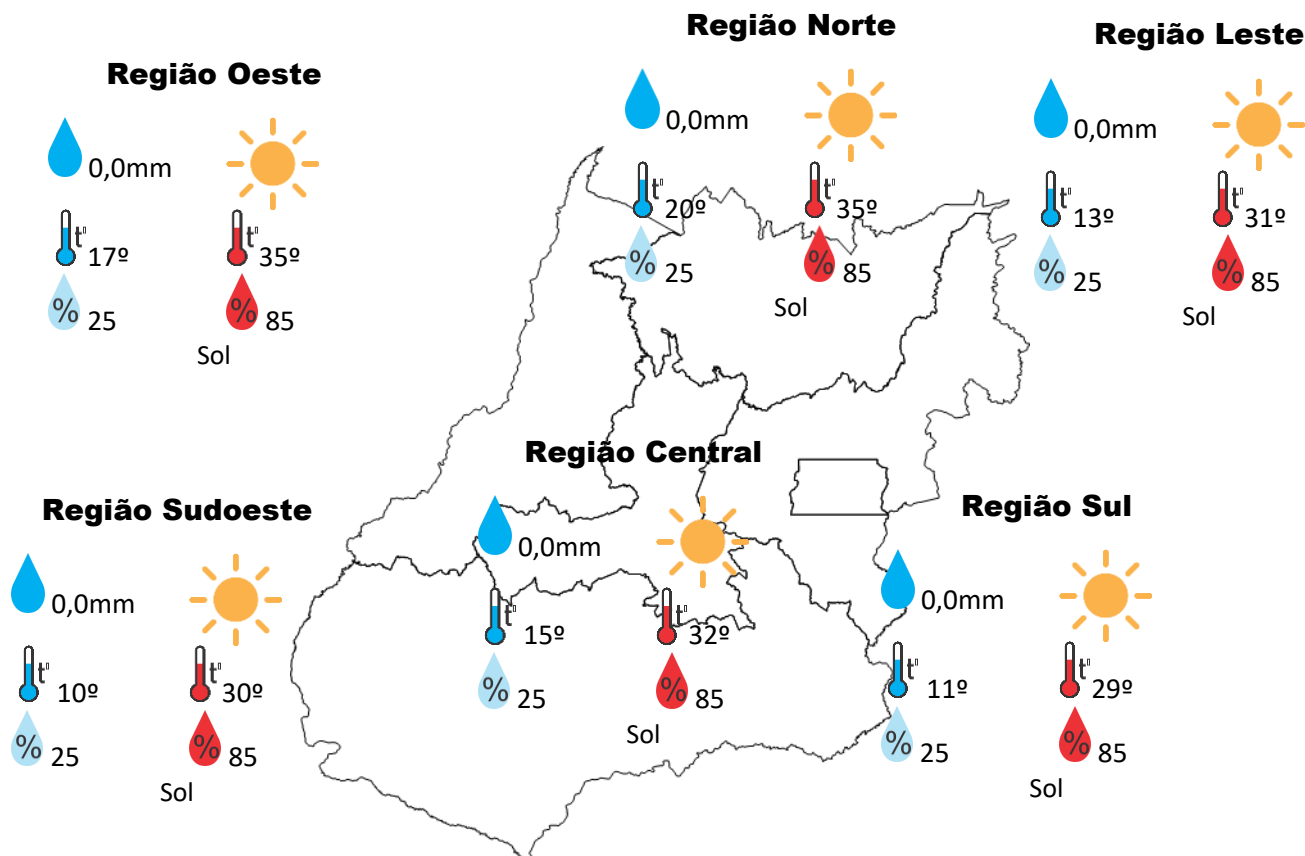 Região Oeste
0,0mm
t°
17º
t°
35º
%
25
%
85
Sol
Região Norte
0,0mm
t°
20º
t°
35º
%
25
%
85
Sol
Região Leste
0,0mm
t°
13º
t°
31º
%
25
%
85
Sol
Região Sudoeste
0,0mm
t°
10º
t°
30º
%
25
%
85
Sol
Região Central
0,0mm
t°
15º
t°
32º
%
25
%
85
Sol
Região Sul
0,0mm
t°
11º
t°
29º
%
25
%
85
Sol